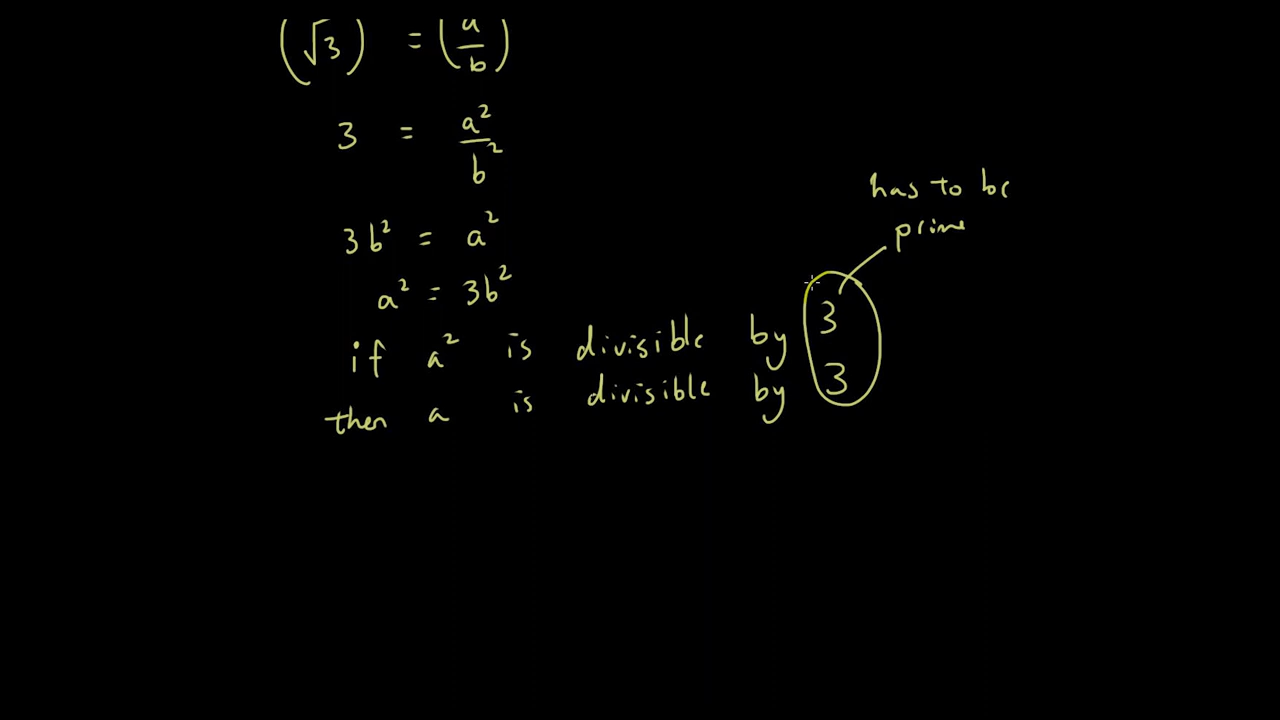 (√3) = (a/b)
3 = a²/b²
3b² = a²
a² = 3b²
has to be
prime
if a² is divisible by 3
then a is divisible by 3